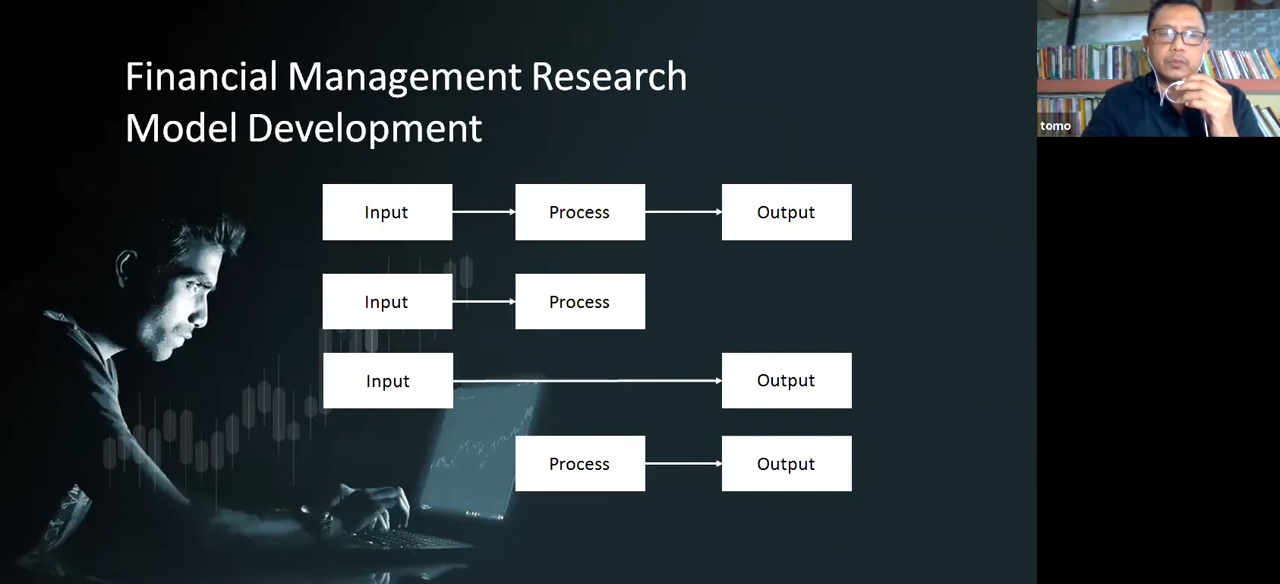 Financial Management Research
Model Development
Input
Process
Output
Input
Process
Input
Output
Process
Output
tomo